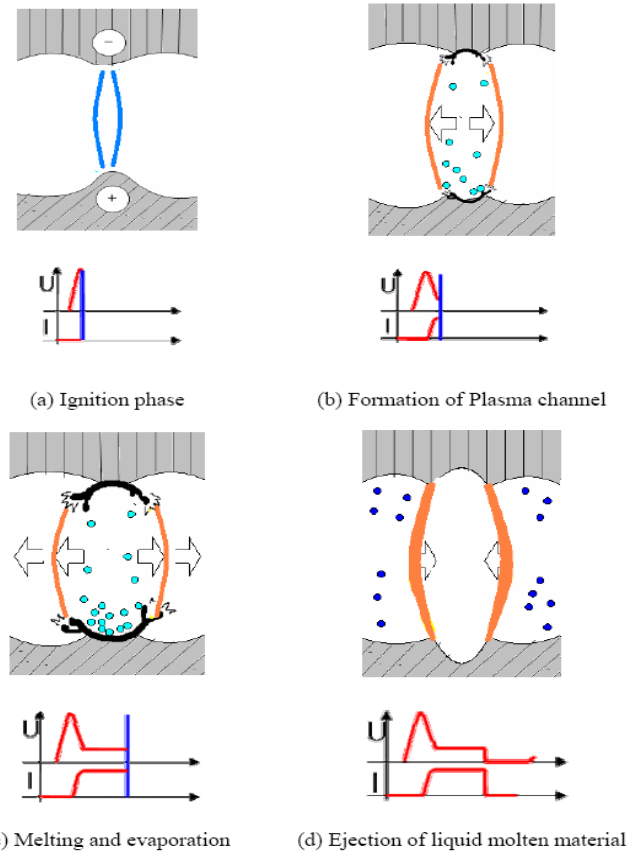 −
+
U
I
U
I
(a) Ignition phase
(b) Formation of Plasma channel
U
I
U
I
) Melting and evaporation
(d) Ejection of liquid molten material